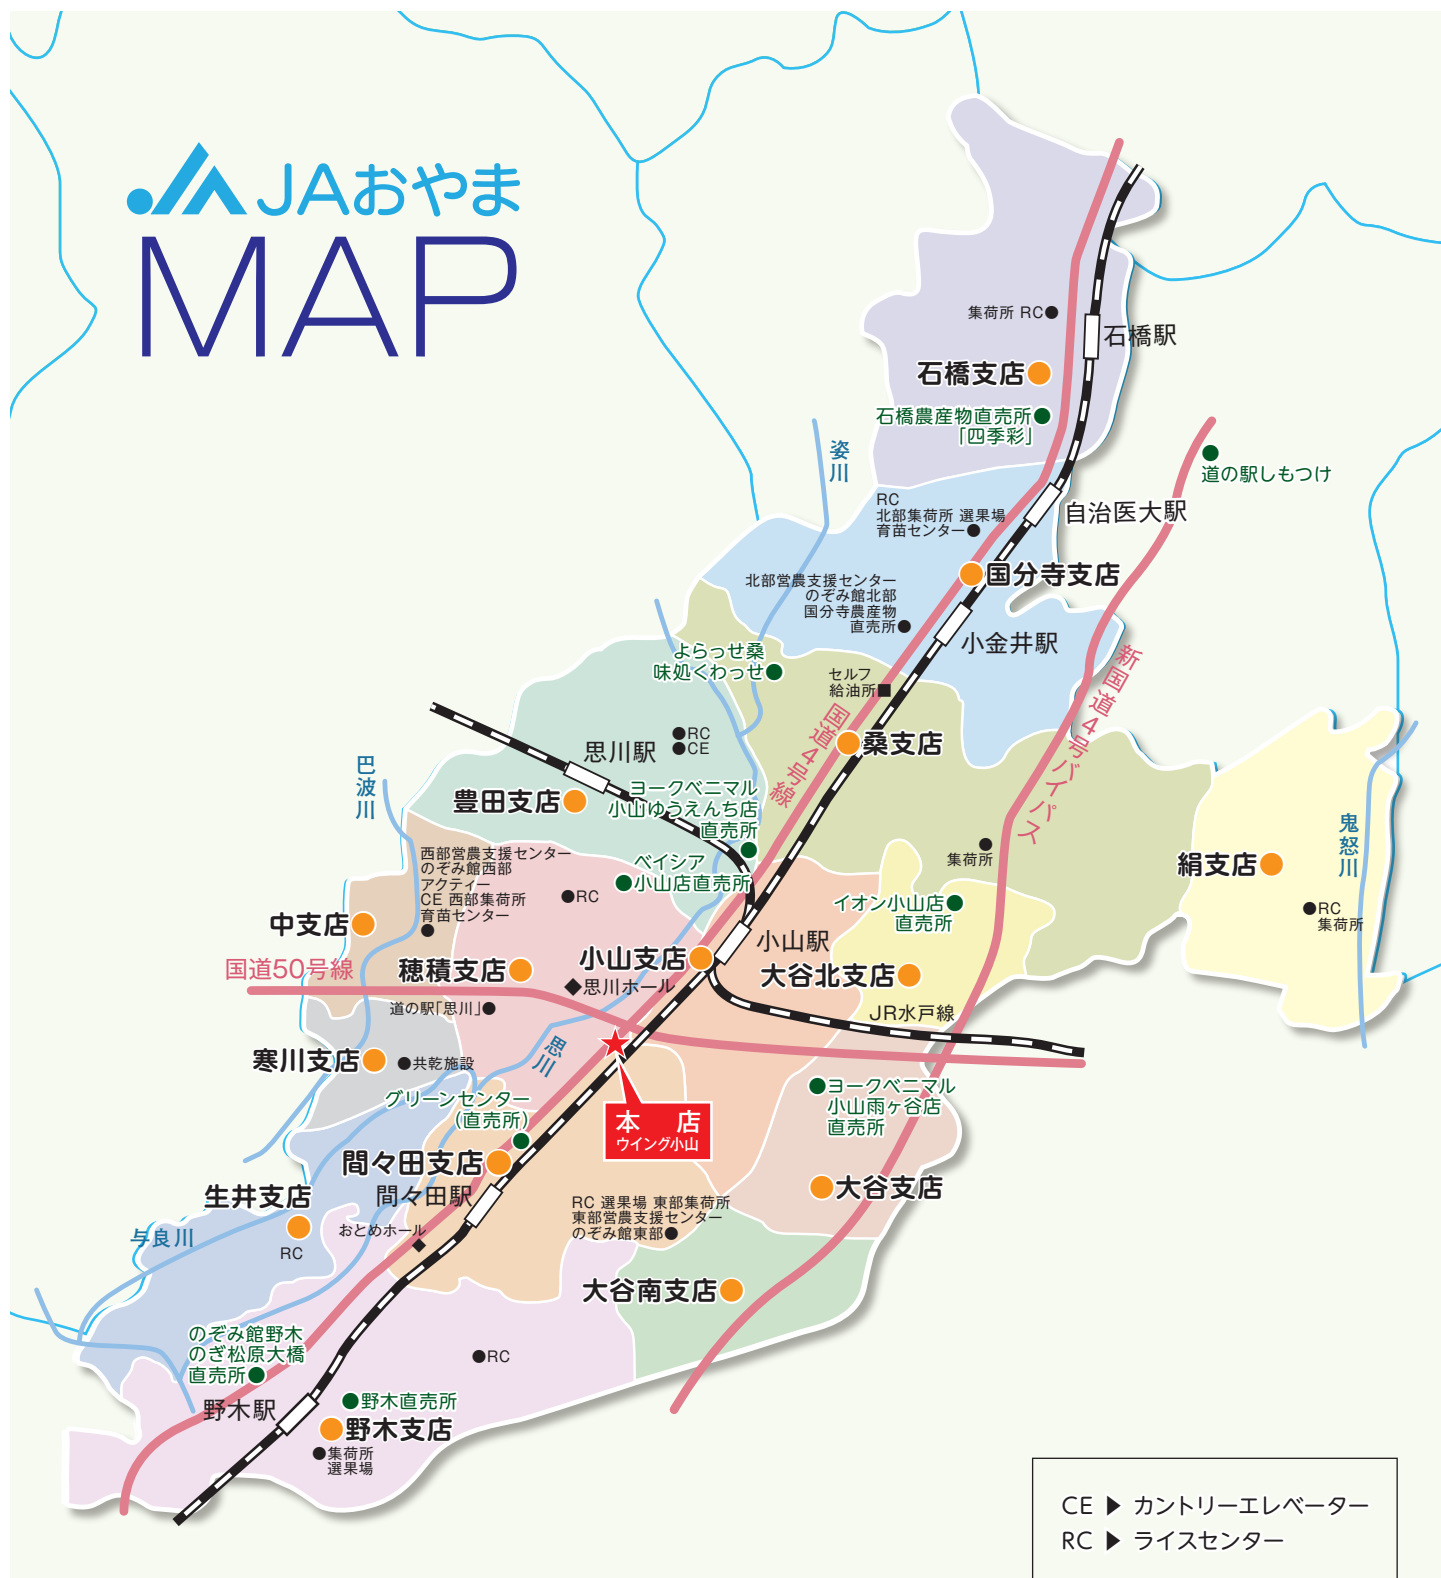 JAおやま
MAP
集荷所 RC
石橋駅
石橋支店
石橋農産物直売所
「四季彩」
姿川
道の駅しもつけ
RC
北部集荷所 選果場
育苗センター
自治医大駅
国分寺支店
北部営農支援センター
のぞみ館北部
国分寺農産物
直売所
小金井駅
よらっせ桑
味処くわっせ
セルフ
給油所
新国道4号バイパス
国道4号線
桑支店
RC
CE
思川駅
巴波川
豊田支店
ヨークベニマル
小山ゆうえんち店
直売所
ベイシア
小山店直売所
集荷所
鬼怒川
絹支店
RC
集荷所
西部営農支援センター
のぞみ館西部
アクティー
CE 西部集荷所
育苗センター
RC
中支店
イオン小山店
直売所
小山駅
小山支店
大谷北支店
国道50号線
穂積支店
思川ホール
道の駅「思川」
JR水戸線
思川
寒川支店
共乾施設
グリーンセンター
(直売所)
本 店
ウイング小山
ヨークベニマル
小山雨ヶ谷店
直売所
間々田支店
間々田駅
大谷支店
生井支店
RC
与良川
おとめホール
RC 選果場 東部集荷所
東部営農支援センター
のぞみ館東部
大谷南支店
のぞみ館野木
のぎ松原大橋
直売所
RC
野木駅
野木直売所
野木支店
集荷所
選果場
CE ▶ カントリーエレベーター
RC ▶ ライスセンター